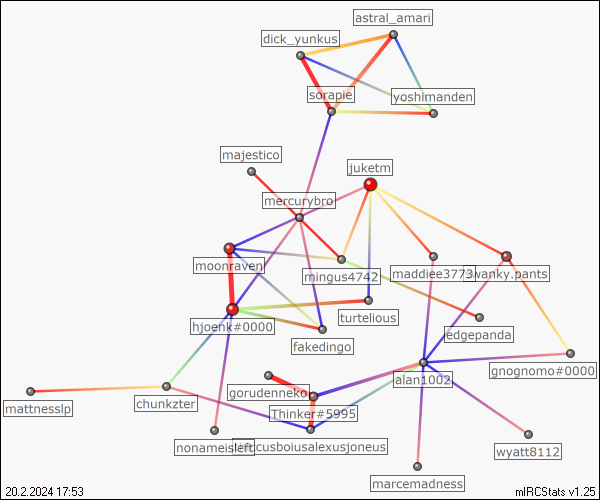 astral_amari
dick_yunkus
sorapie
yoshimanden
majestico
juketm
mercurybro
moonraven
mingus4742
maddiee3773
wanky.pants
hjoenk#0000
turtelious
edgepanda
fakedingo
gnognomo#0000
alan1002
gorudenneko
mattnesslp
chunkzter
Thinker#5995
nonameisleft
cusboiusalexusjoneus
wyatt8112
marcemadness
20.2.2024 17:53
mIRCStats v1.25